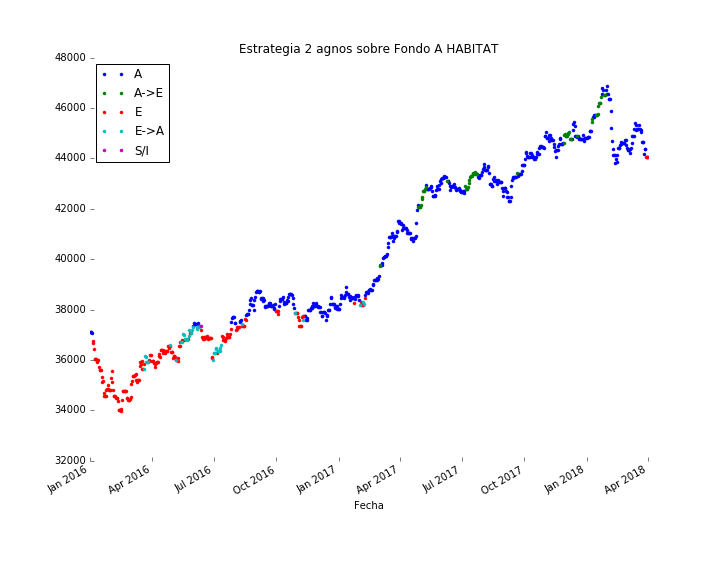 Estrategia 2 agnos sobre Fondo A HABITAT
48000
46000
44000
42000
40000
38000
36000
34000
32000
A
A->E
E
E->A
S/I
Jan 2016
Apr 2016
Jul 2016
Oct 2016
Jan 2017
Apr 2017
Jul 2017
Oct 2017
Jan 2018
Apr 2018
Fecha